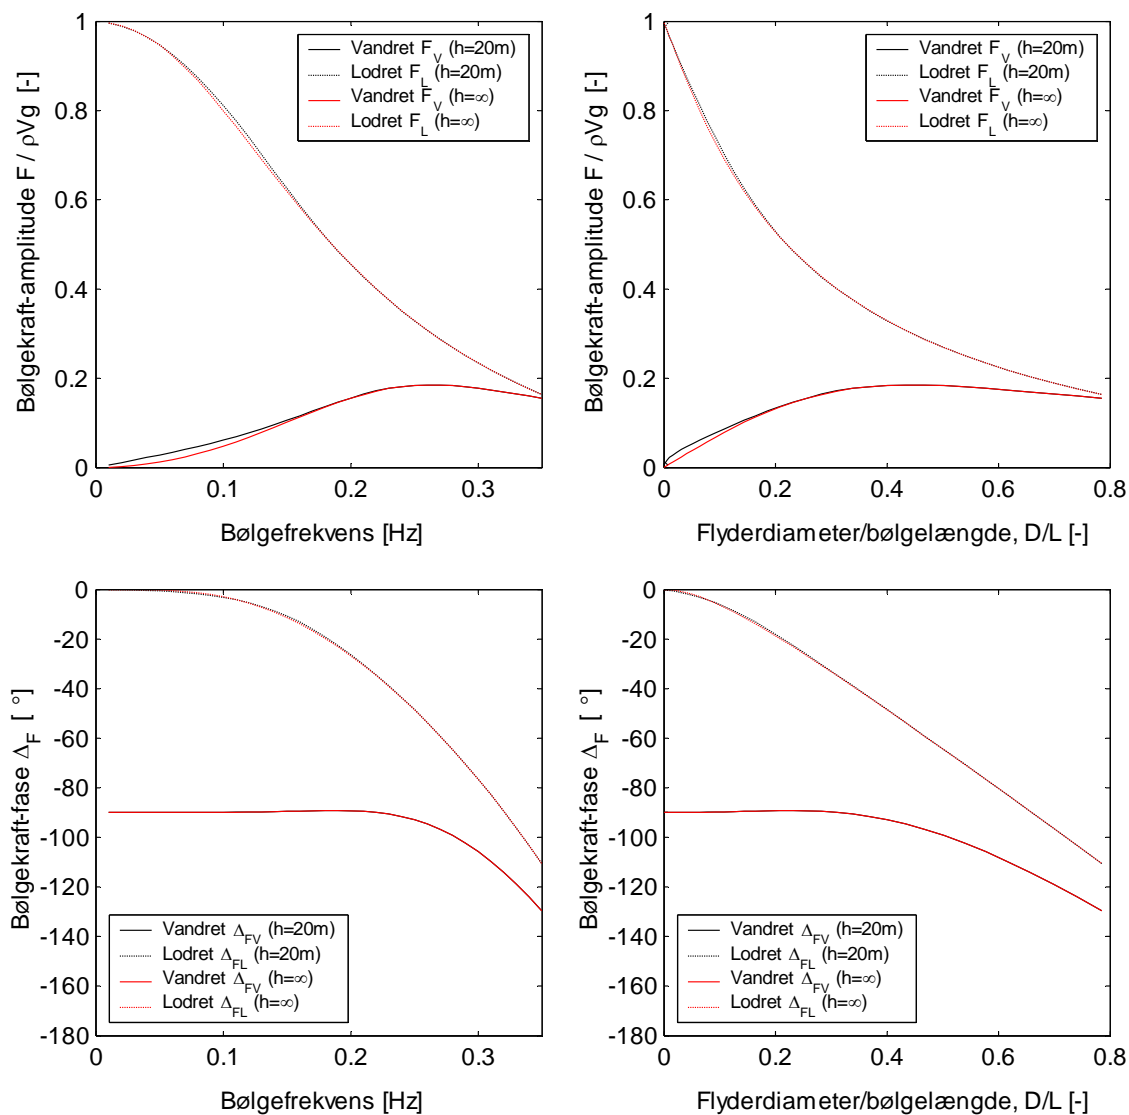 Bølgekraft-amplitude F / ρVg [-]
1
0.8
0.6
0.4
0.2
0
Vandret F_V (h=20m)
Lodret F_L (h=20m)
Vandret F_V (h=∞)
Lodret F_L (h=∞)
0 0.1 0.2 0.3
Bølgefrekvens [Hz]
Bølgekraft-amplitude F / ρVg [-]
1
0.8
0.6
0.4
0.2
0
Vandret F_V (h=20m)
Lodret F_L (h=20m)
Vandret F_V (h=∞)
Lodret F_L (h=∞)
0 0.2 0.4 0.6 0.8
Flyderdiameter/bølgelængde, D/L [-]
Bølgekraft-fase Δ_F [ °]
0
-20
-40
-60
-80
-100
-120
-140
-160
-180
Vandret Δ_FV (h=20m)
Lodret Δ_FL (h=20m)
Vandret Δ_FV (h=∞)
Lodret Δ_FL (h=∞)
0 0.1 0.2 0.3
Bølgefrekvens [Hz]
Bølgekraft-fase Δ_F [ °]
0
-20
-40
-60
-80
-100
-120
-140
-160
-180
Vandret Δ_FV (h=20m)
Lodret Δ_FL (h=20m)
Vandret Δ_FV (h=∞)
Lodret Δ_FL (h=∞)
0 0.2 0.4 0.6 0.8
Flyderdiameter/bølgelængde, D/L [-]